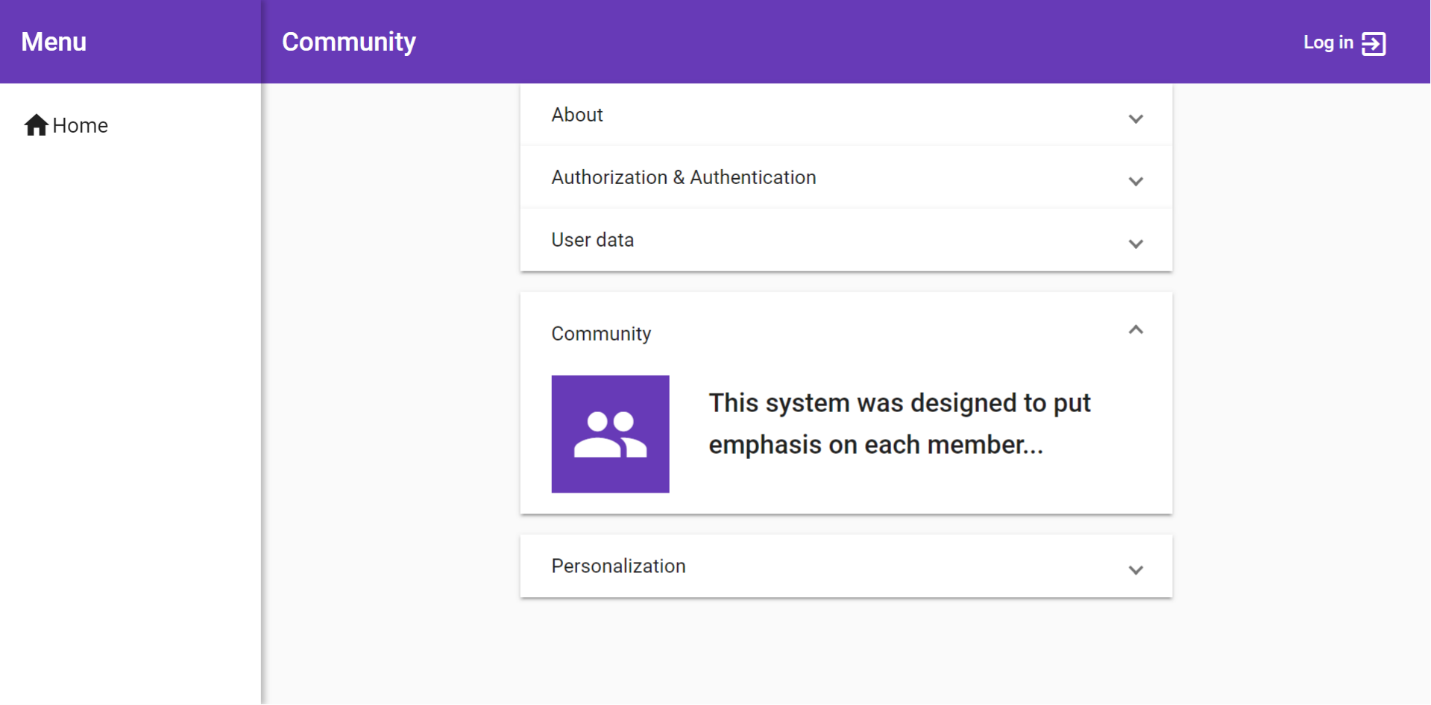 Menu
Community
Log in
Home
About
Authorization & Authentication
User data
Community
This system was designed to put
emphasis on each member...
Personalization